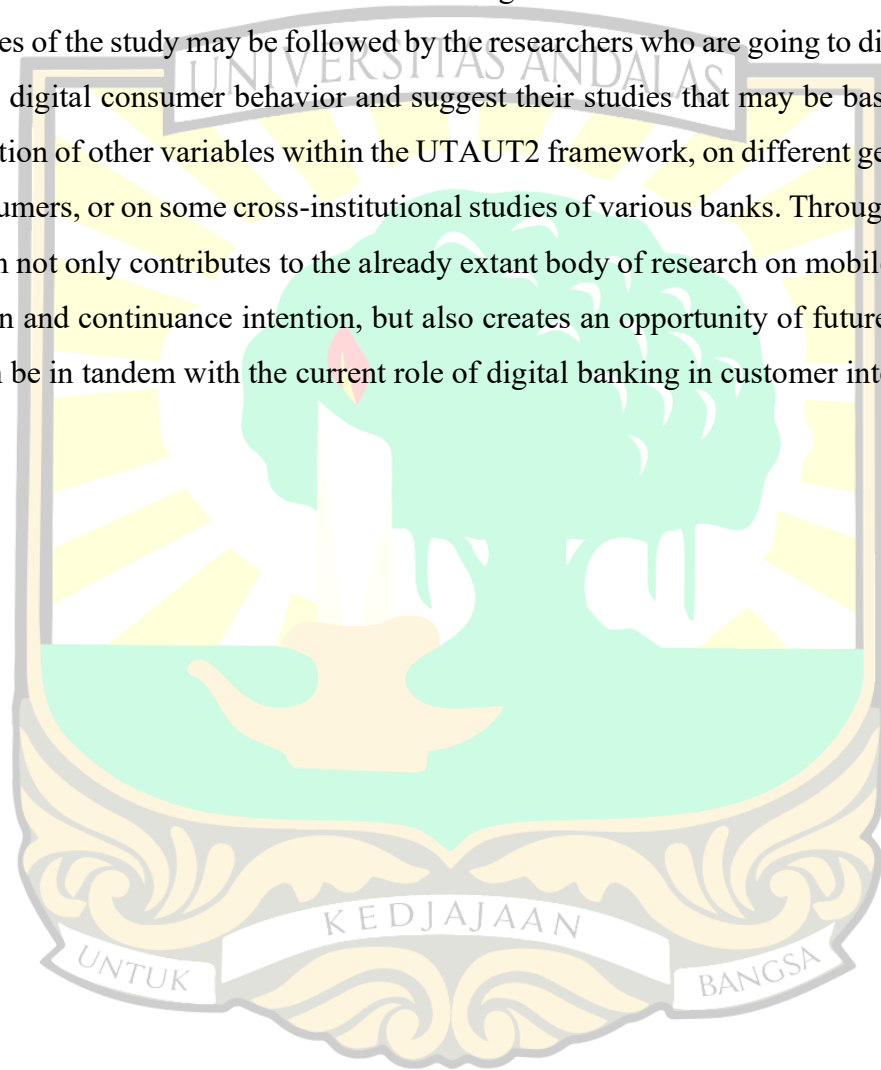 es of the study may be followed by the researchers who are going to di
UNIVERSITAS ANDALAS
digital consumer behavior and suggest their studies that may be bas
tion of other variables within the UTAUT2 framework, on different ge
umers, or on some cross-institutional studies of various banks. Throug
n not only contributes to the already extant body of research on mobil
n and continuance intention, but also creates an opportunity of future
n be in tandem with the current role of digital banking in customer int
KEDJAJAAN
UNTUK
BANGSA